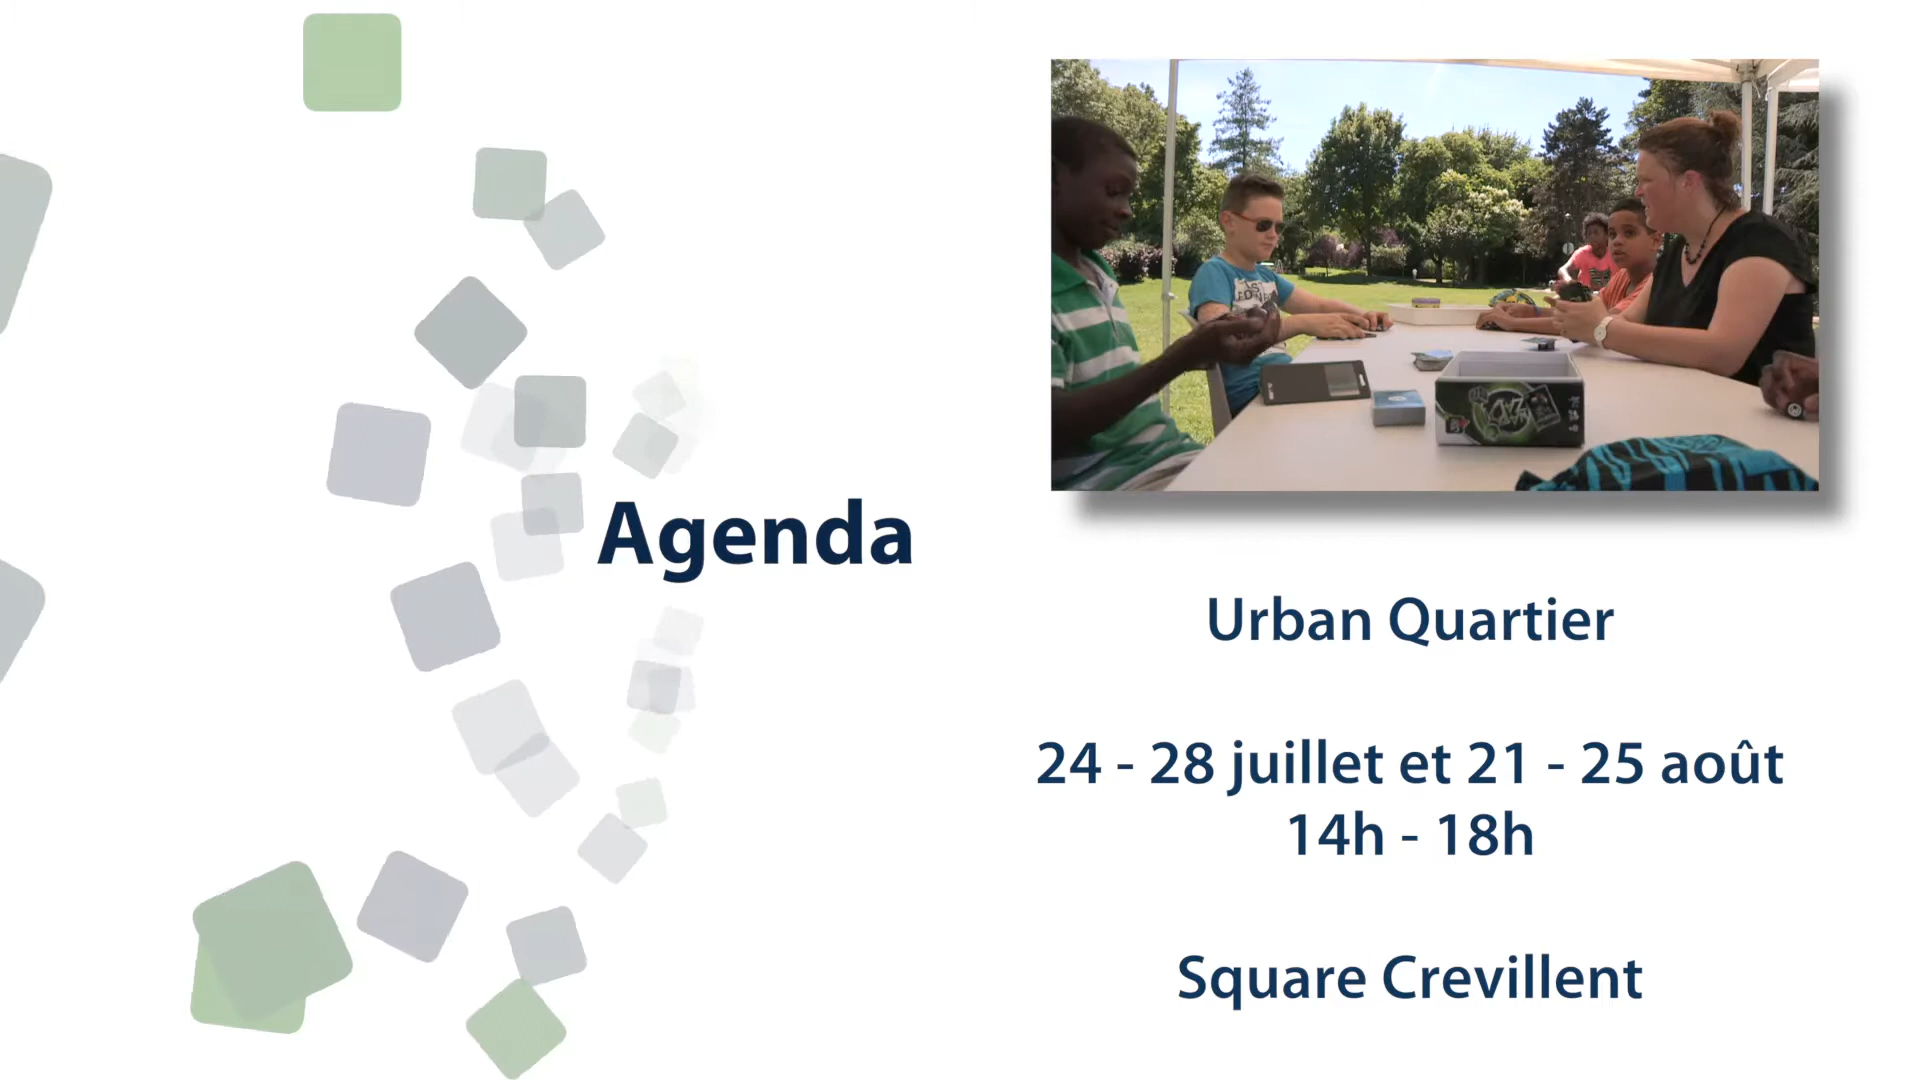 Agenda
Urban Quartier
24 - 28 juillet et 21 - 25 août
14h - 18h
Square Crevillent